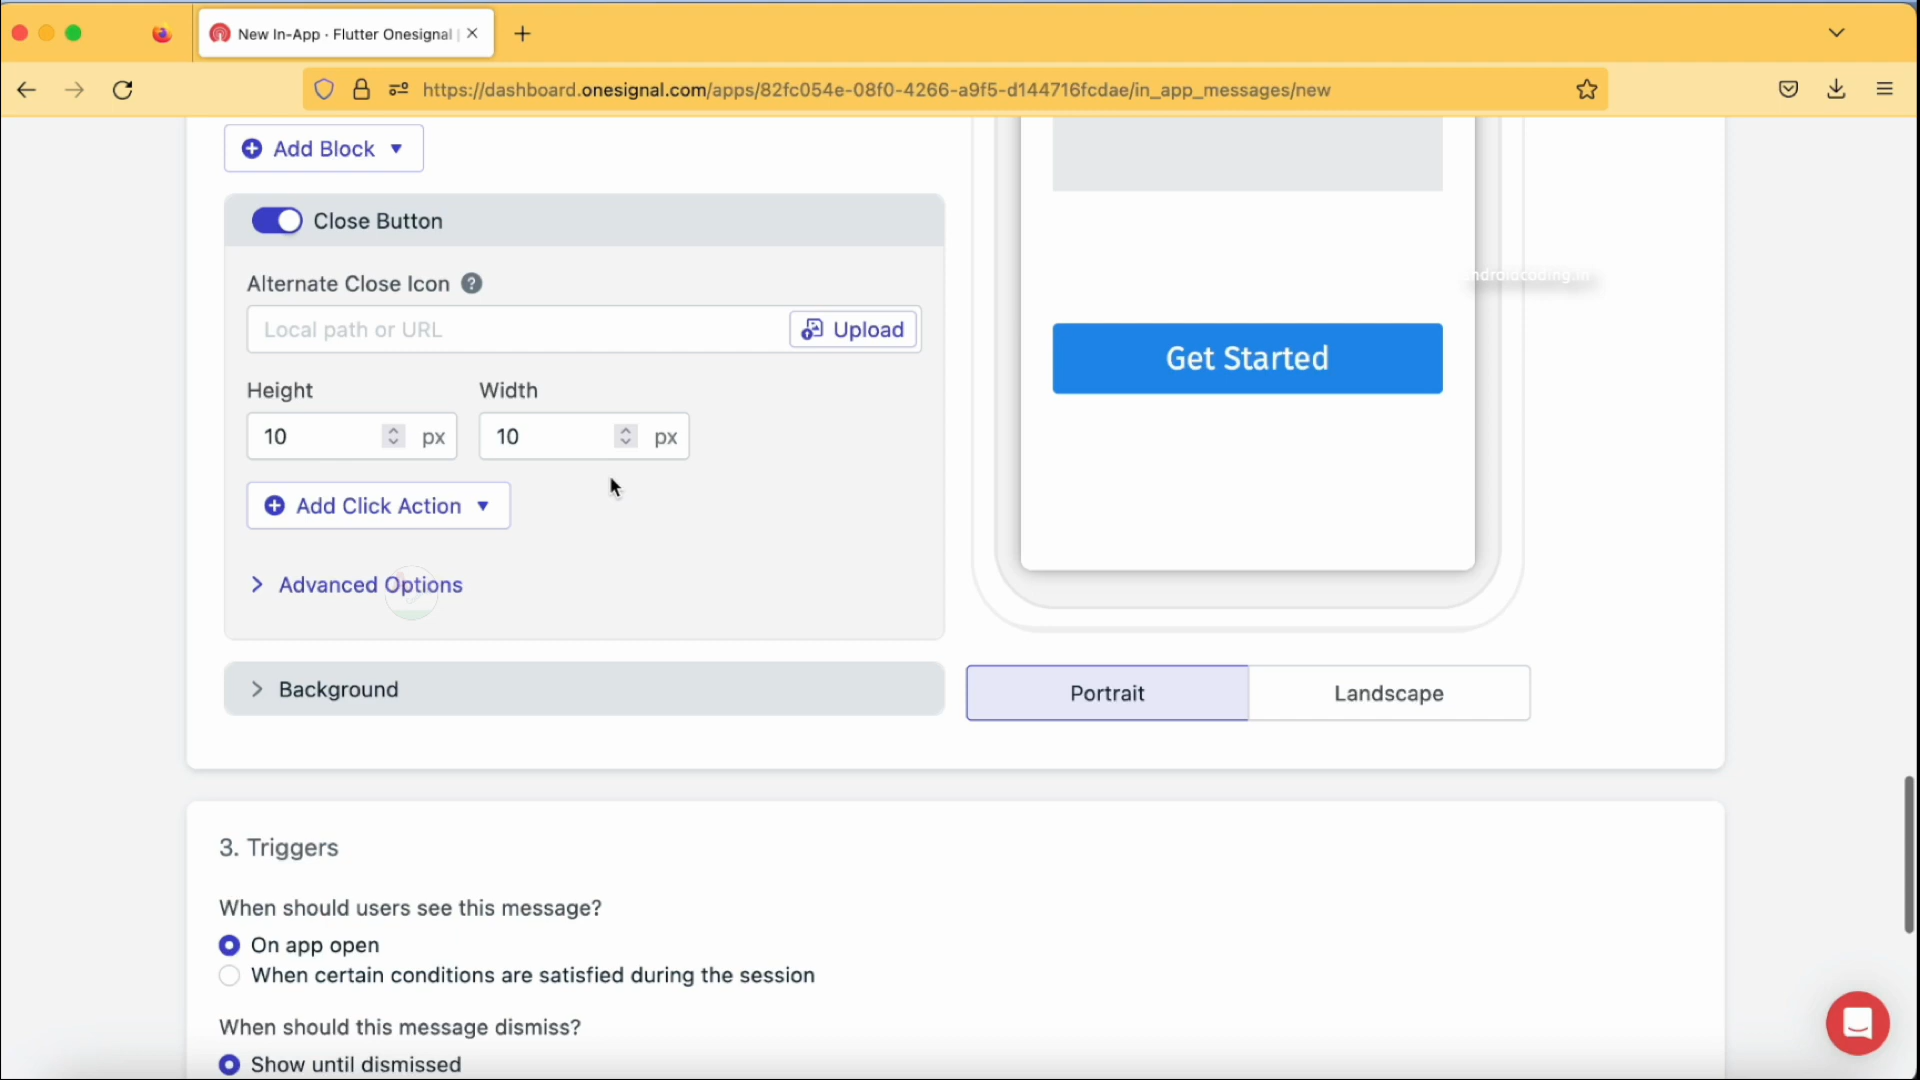 New In-App · Flutter Onesignal
https://dashboard.onesignal.com/apps/82fc054e-08f0-4266-a9f5-d144716fcdae/in_app_messages/new
Add Block
Close Button
Alternate Close Icon ?
Local path or URL
Upload
Height
Width
10 px
10 px
Add Click Action
Advanced Options
Background
Get Started
ndroidcoding.in
Portrait
Landscape
3. Triggers
When should users see this message?
On app open
When certain conditions are satisfied during the session
When should this message dismiss?
Show until dismissed